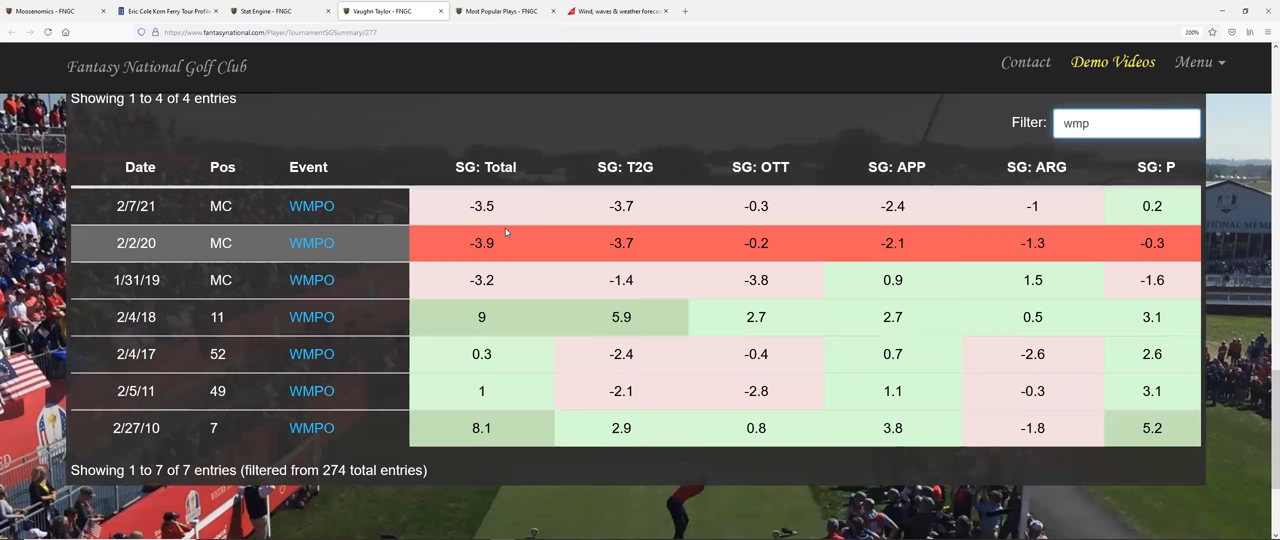 Moosenomics - FNGC × Eric Cole Korn Ferry Tour Profile × Stat Engine - FNGC × Vaughn Taylor - FNGC × Most Popular Plays - FNGC × Wind, waves & weather forecast × +
https://www.fantasynational.com/Player/TournamentSGSummary/277 200%
Fantasy National Golf Club Contact Demo Videos Menu
Showing 1 to 4 of 4 entries
Filter: wmp
Date Pos Event SG: Total SG: T2G SG: OTT SG: APP SG: ARG SG: P
2/7/21 MC WMPO -3.5 -3.7 -0.3 -2.4 -1 0.2
2/2/20 MC WMPO -3.9 -3.7 -0.2 -2.1 -1.3 -0.3
1/31/19 MC WMPO -3.2 -1.4 -3.8 0.9 1.5 -1.6
2/4/18 11 WMPO 9 5.9 2.7 2.7 0.5 3.1
2/4/17 52 WMPO 0.3 -2.4 -0.4 0.7 -2.6 2.6
2/5/11 49 WMPO 1 -2.1 -2.8 1.1 -0.3 3.1
2/27/10 7 WMPO 8.1 2.9 0.8 3.8 -1.8 5.2
Showing 1 to 7 of 7 entries (filtered from 274 total entries)